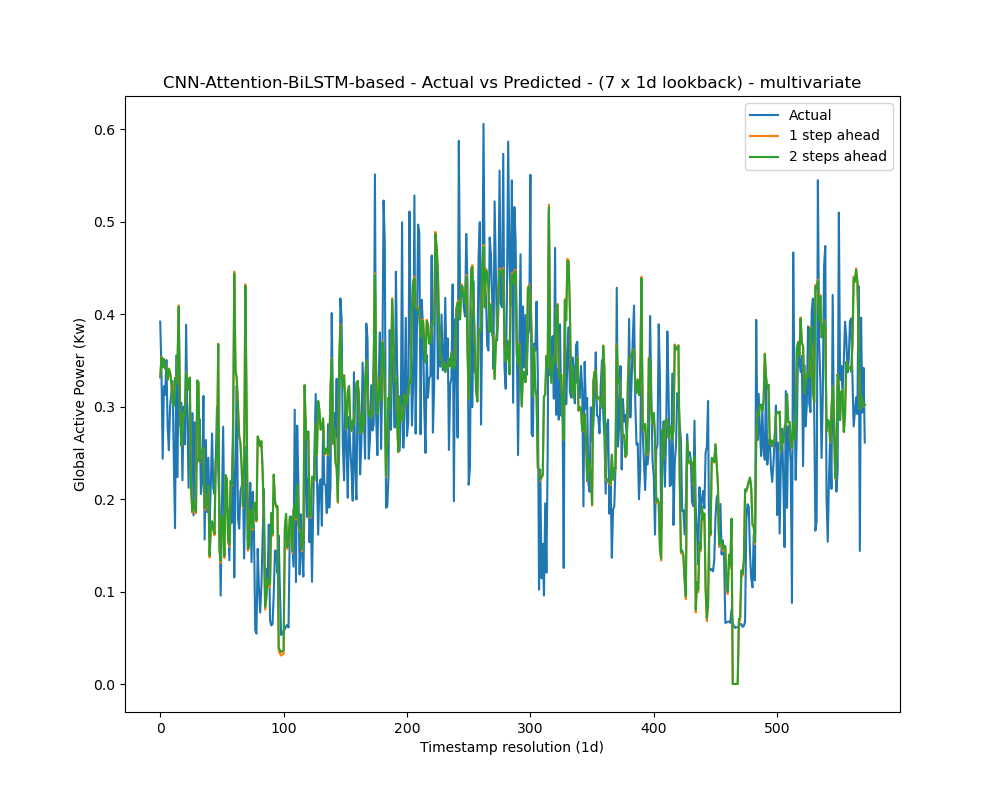 CNN-Attention-BiLSTM-based - Actual vs Predicted - (7 x 1d lookback) - multivariate
Actual
1 step ahead
2 steps ahead
Global Active Power (Kw)
0.6
0.5
0.4
0.3
0.2
0.1
0.0
0 100 200 300 400 500
Timestamp resolution (1d)